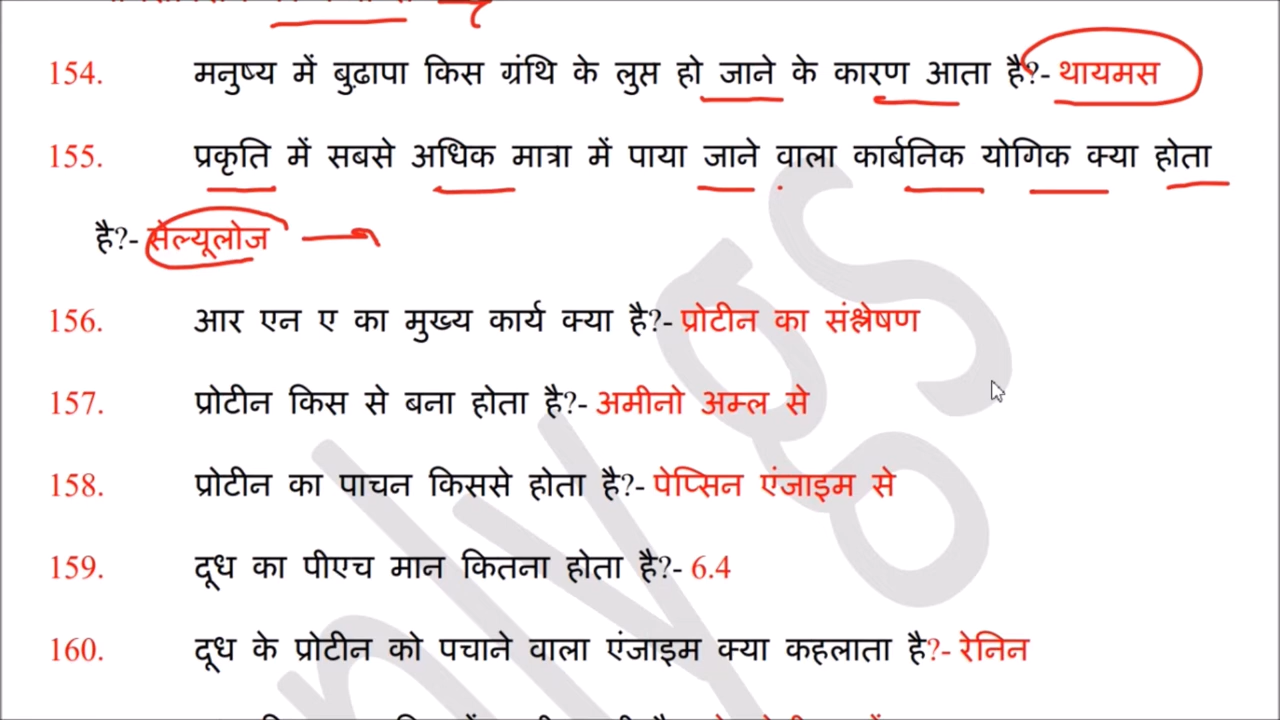 154. मनुष्य में बुढ़ापा किस ग्रंथि के लुप्त हो जाने के कारण आता है?- थायमस
155. प्रकृति में सबसे अधिक मात्रा में पाया जाने वाला कार्बनिक योगिक क्या होता
है?- सेल्यूलोज
156. आर एन ए का मुख्य कार्य क्या है?- प्रोटीन का संश्लेषण
157. प्रोटीन किस से बना होता है?- अमीनो अम्ल से
158. प्रोटीन का पाचन किससे होता है?- पेप्सिन एंजाइम से
159. दूध का पीएच मान कितना होता है?- 6.4
160. दूध के प्रोटीन को पचाने वाला एंजाइम क्या कहलाता है?- रेनिन